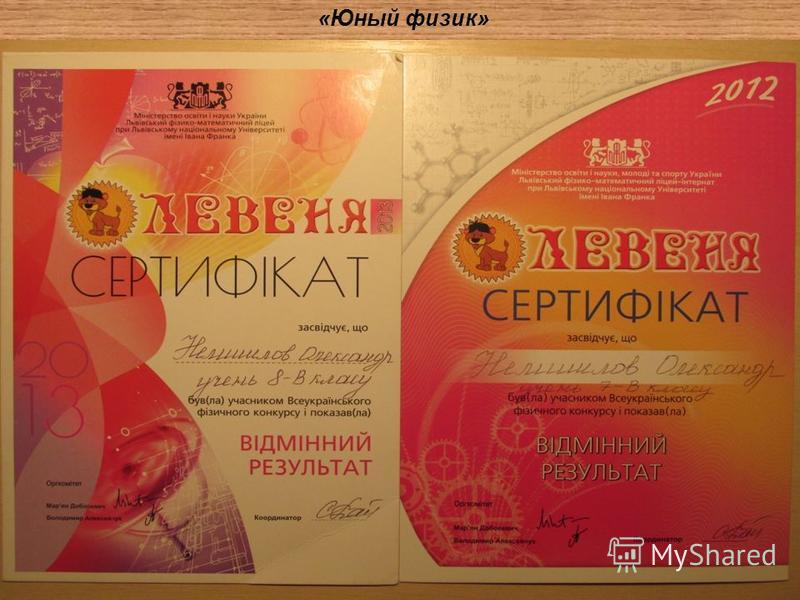 «Юный физик»
Міністерство освіти і науки України
Львівський фізико-математичний ліцей
при Львівському національному Університеті
імені Івана Франка
ЛЕВЕНЯ
2013
СЕРТИФІКАТ
засвідчує, що
Немшилов Олександр
учень 8-В класу
20
13
був(ла) учасником Всеукраїнського
фізичного конкурсу і показав(ла)
ВІДМІННИЙ
РЕЗУЛЬТАТ
Оргкомітет
Мар'ян Добосевич
Володимир Алексейчук
Координатор
2012
Міністерство освіти і науки, молоді та спорту України
Львівський фізико-математичний ліцей-інтернат
при Львівському національному Університеті
імені Івана Франка
ЛЕВЕНЯ
СЕРТИФІКАТ
засвідчує, що
Немшилов Олександр
учень 7-В класу
був(ла) учасником Всеукраїнського
фізичного конкурсу і показав(ла)
ВІДМІННИЙ
РЕЗУЛЬТАТ
Оргкомітет
Мар'ян Добосевич
Володимир Алексейчук
Координатор
MyShared